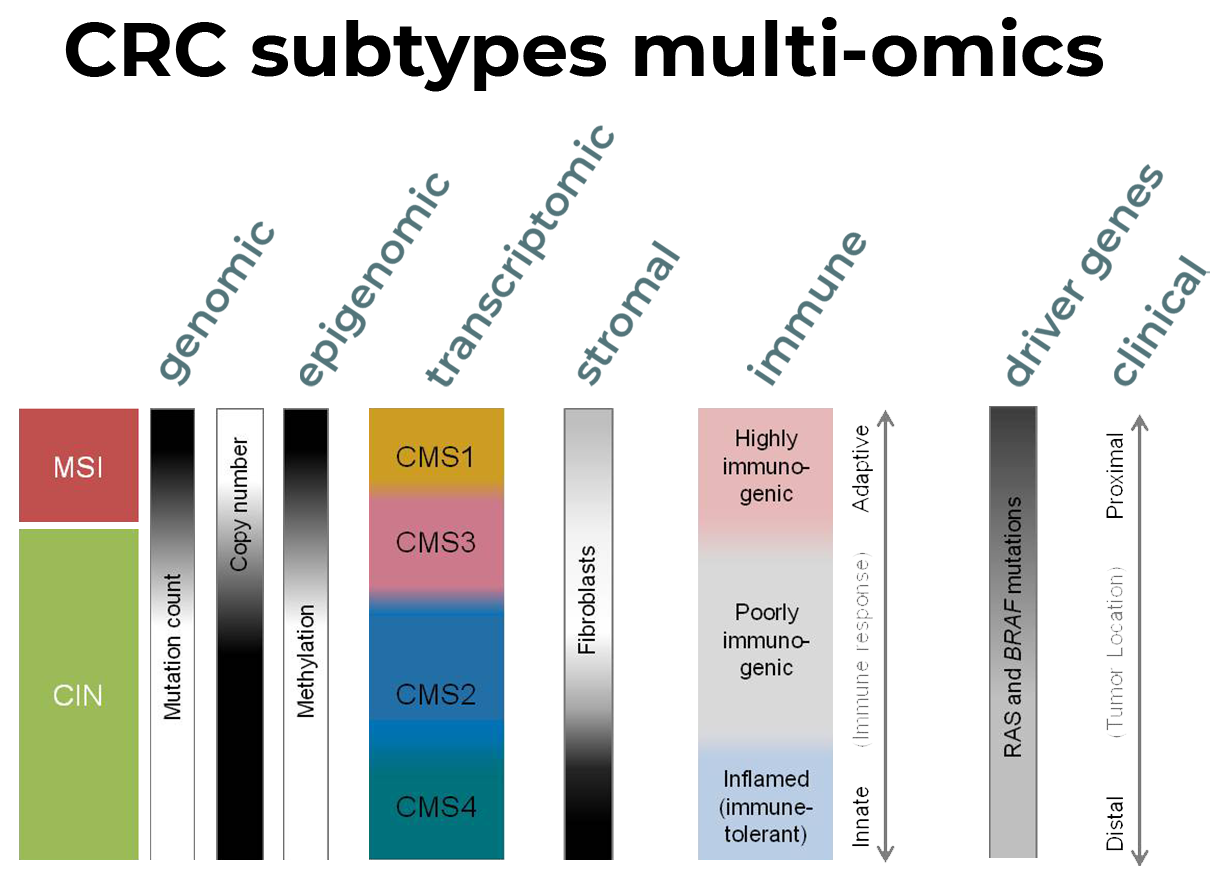 CRC subtypes multi-omics
genomic
epigenomic
transcriptomic
stromal
immune
driver genes
clinical
MSI
CIN
Mutation count
Copy number
Methylation
CMS1
CMS3
CMS2
CMS4
Fibroblasts
Highly
immuno-
genic
Poorly
immuno-
genic
Inflamed
(immune-
tolerant)
Adaptive
(Immune response)
Innate
RAS and BRAF mutations
Proximal
(Tumor Location)
Distal